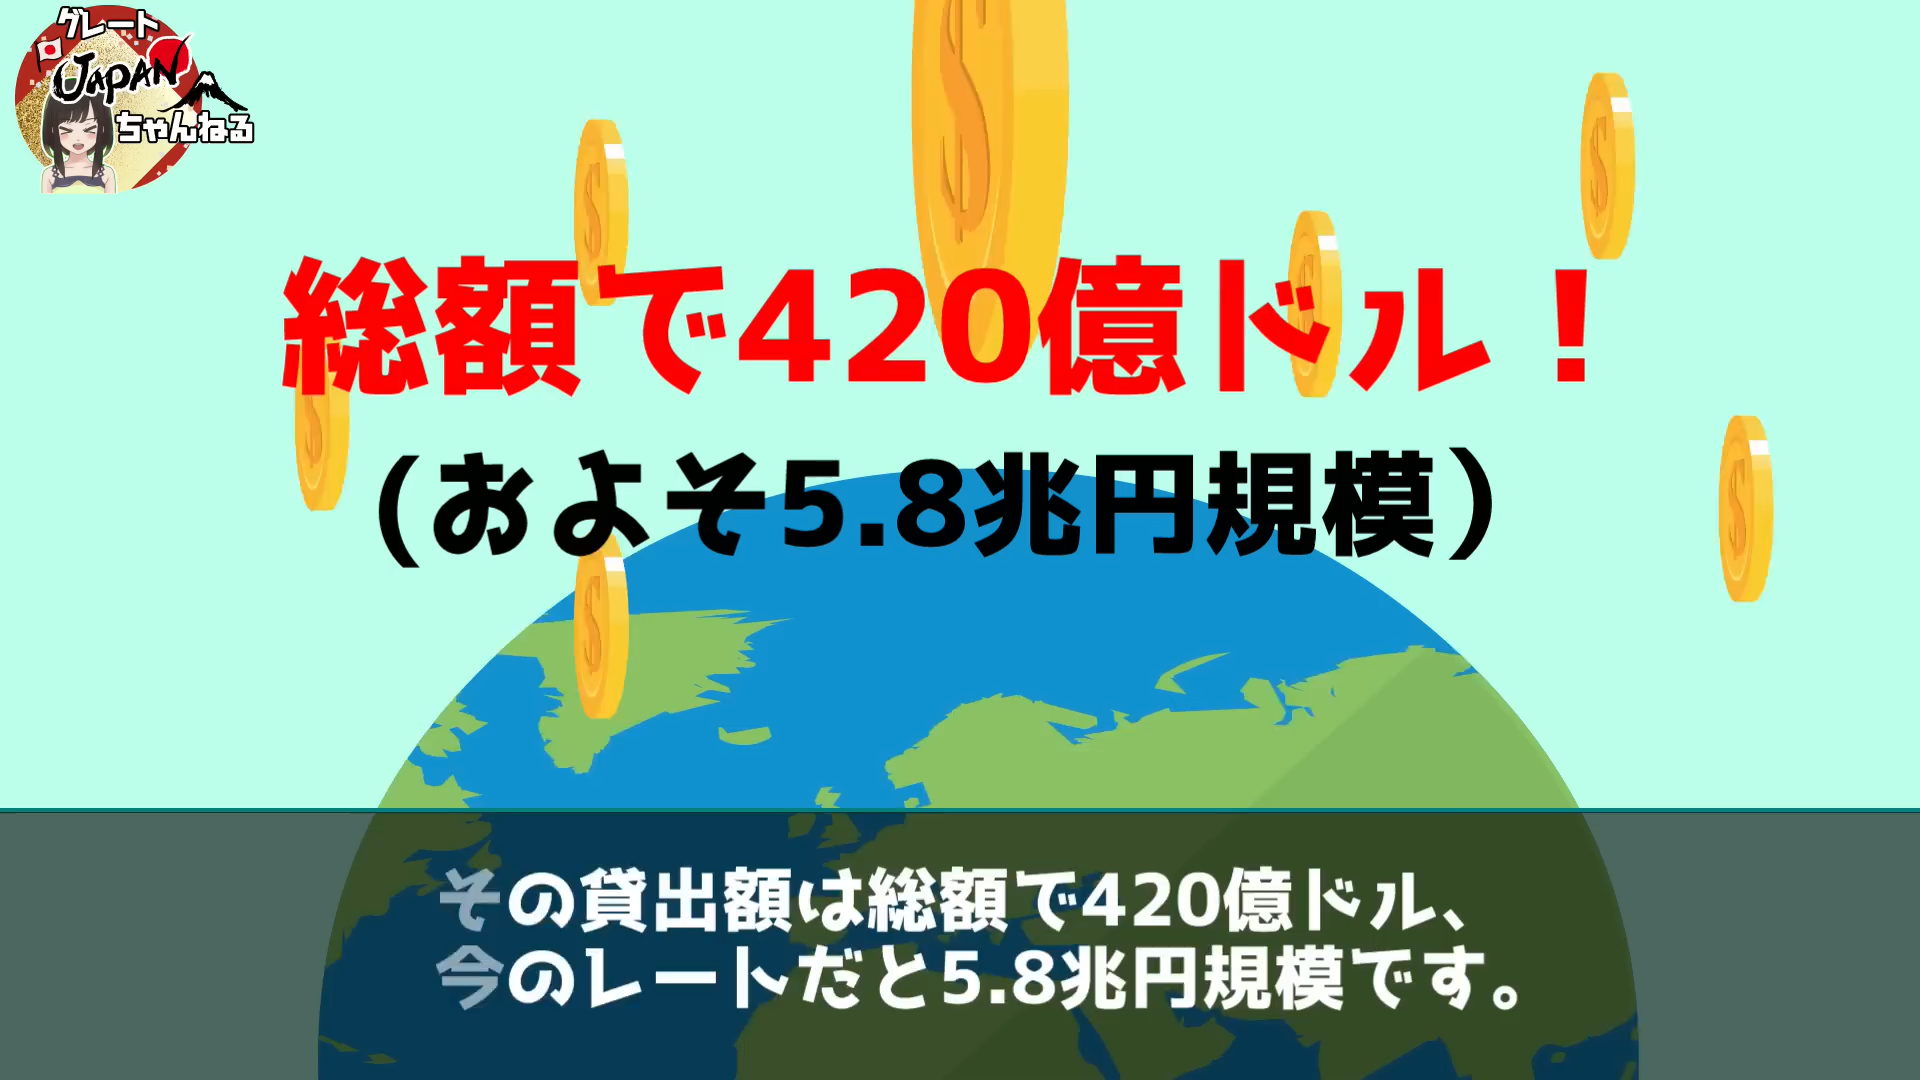 グレート
JAPAN
ちゃんねる
総額で420億ドル！
(およそ5.8兆円規模)
その貸出額は総額で420億ドル、
今のレートだと5.8兆円規模です。